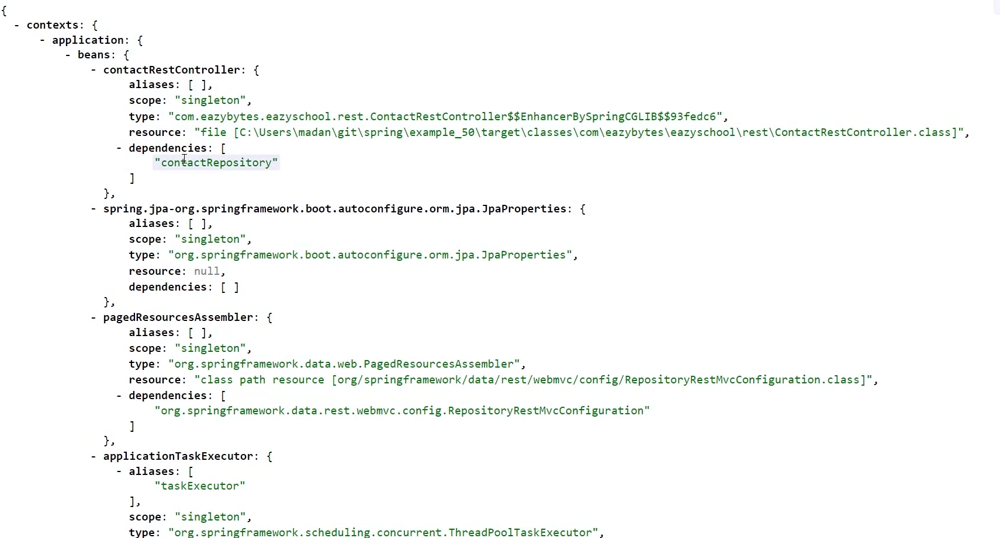 {
- contexts: {
- application: {
- beans: {
- contactRestController: {
aliases: [ ],
scope: "singleton",
type: "com.eazybytes.eazyschool.rest.ContactRestController$$EnhancerBySpringCGLIB$$93fedc6",
resource: "file [C:\Users\madan\git\spring\example_50\target\classes\com\eazybytes\eazyschool\rest\ContactRestController.class]",
- dependencies: [
"contactRepository"
]
},
- spring.jpa-org.springframework.boot.autoconfigure.orm.jpa.JpaProperties: {
aliases: [ ],
scope: "singleton",
type: "org.springframework.boot.autoconfigure.orm.jpa.JpaProperties",
resource: null,
dependencies: [ ]
},
- pagedResourcesAssembler: {
aliases: [ ],
scope: "singleton",
type: "org.springframework.data.web.PagedResourcesAssembler",
resource: "class path resource [org/springframework/data/rest/webmvc/config/RepositoryRestMvcConfiguration.class]",
- dependencies: [
"org.springframework.data.rest.webmvc.config.RepositoryRestMvcConfiguration"
]
},
- applicationTaskExecutor: {
- aliases: [
"taskExecutor"
],
scope: "singleton",
type: "org.springframework.scheduling.concurrent.ThreadPoolTaskExecutor",